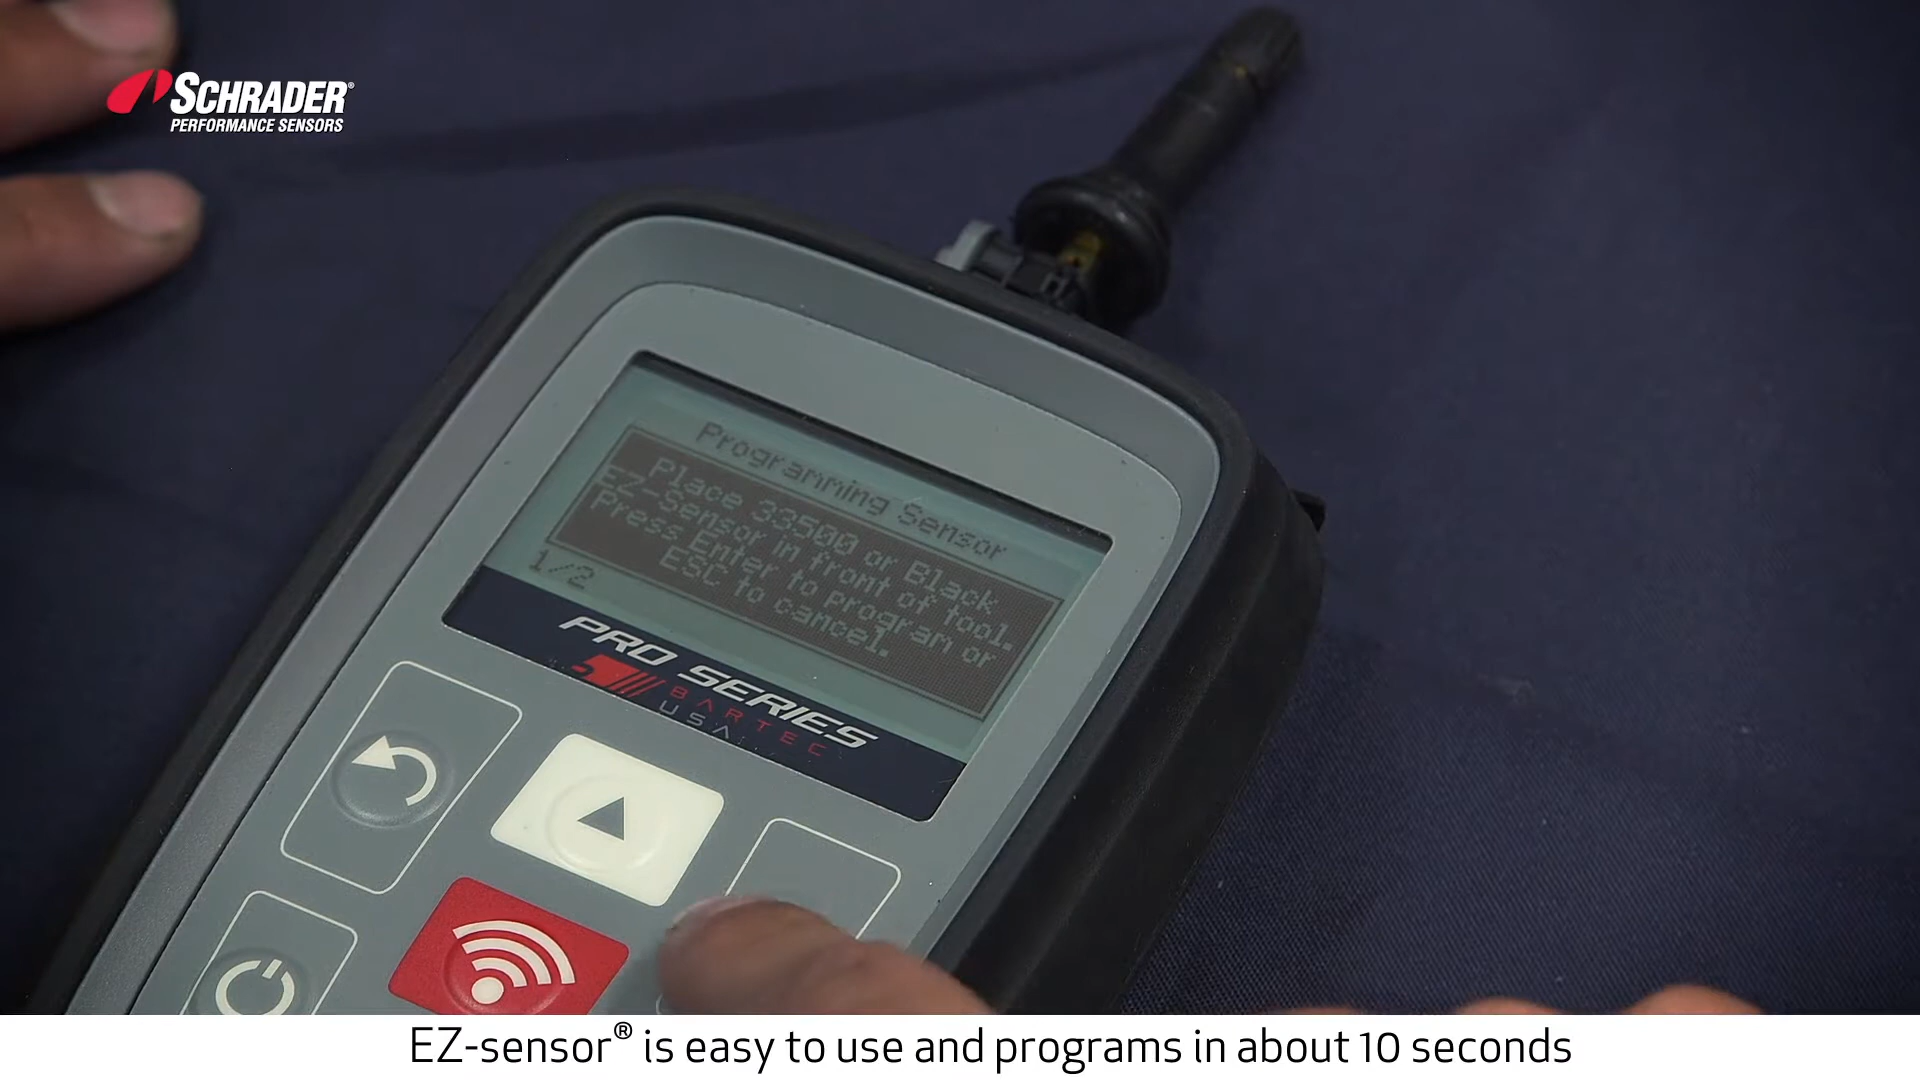 SCHRADER®
PERFORMANCE SENSORS
Programming Sensor
Place 33500 or Black
EZ-Sensor in front of tool.
Press Enter to program or
ESC to cancel.
1/2
PRO SERIES
BARTEC
USA
EZ-sensor® is easy to use and programs in about 10 seconds